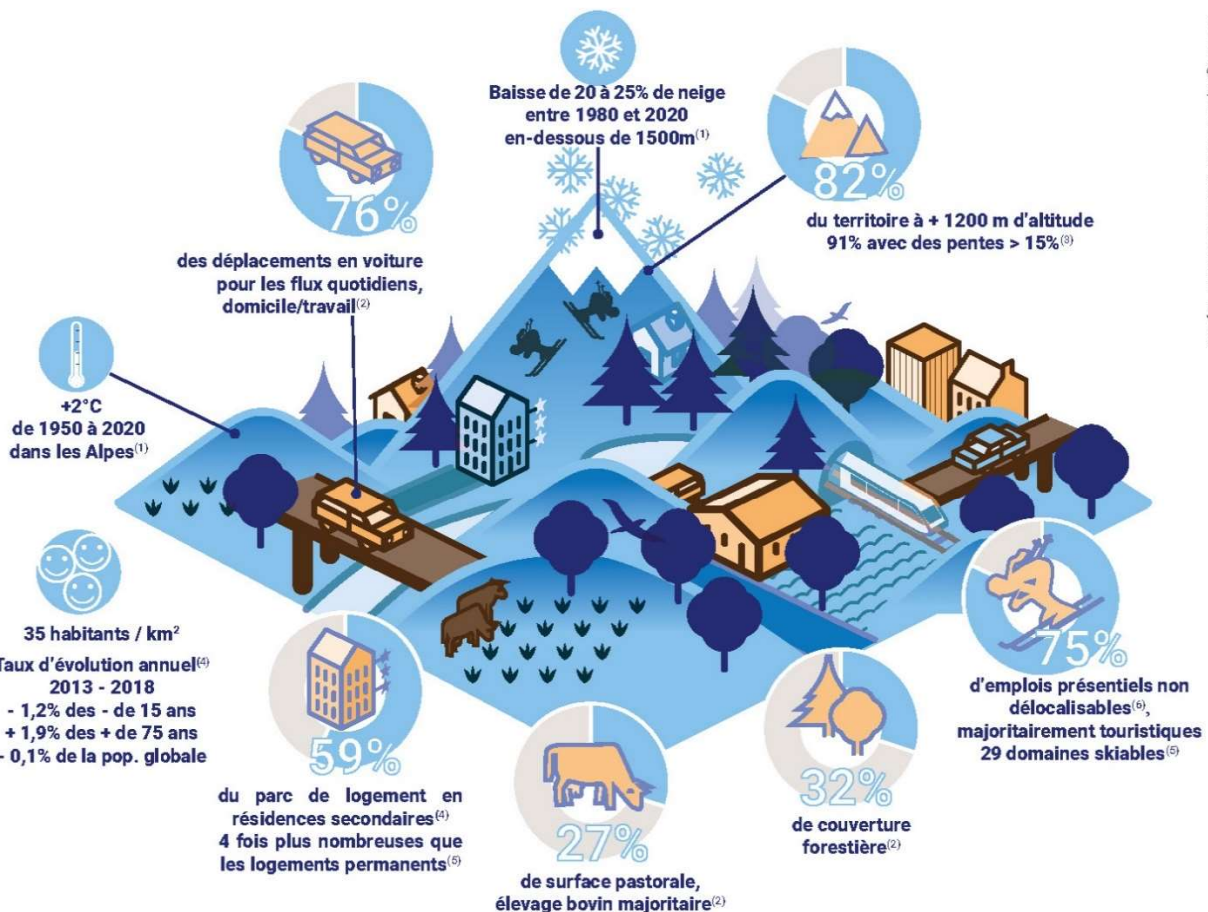 Baisse de 20 à 25% de neige
entre 1980 et 2020
en-dessous de 1500m(1)
76%
des déplacements en voiture
pour les flux quotidiens,
domicile/travail(2)
82%
du territoire à + 1200 m d'altitude
91% avec des pentes > 15%(3)
+2°C
de 1950 à 2020
dans les Alpes(1)
35 habitants / km²
Taux d'évolution annuel(4)
2013 - 2018
- 1,2% des - de 15 ans
+ 1,9% des + de 75 ans
- 0,1% de la pop. globale
59%
du parc de logement en
résidences secondaires(4)
4 fois plus nombreuses que
les logements permanents(5)
27%
de surface pastorale,
élevage bovin majoritaire(2)
32%
de couverture
forestière(2)
75%
d'emplois présentiels non
délocalisables(6),
majoritairement touristiques
29 domaines skiables(5)